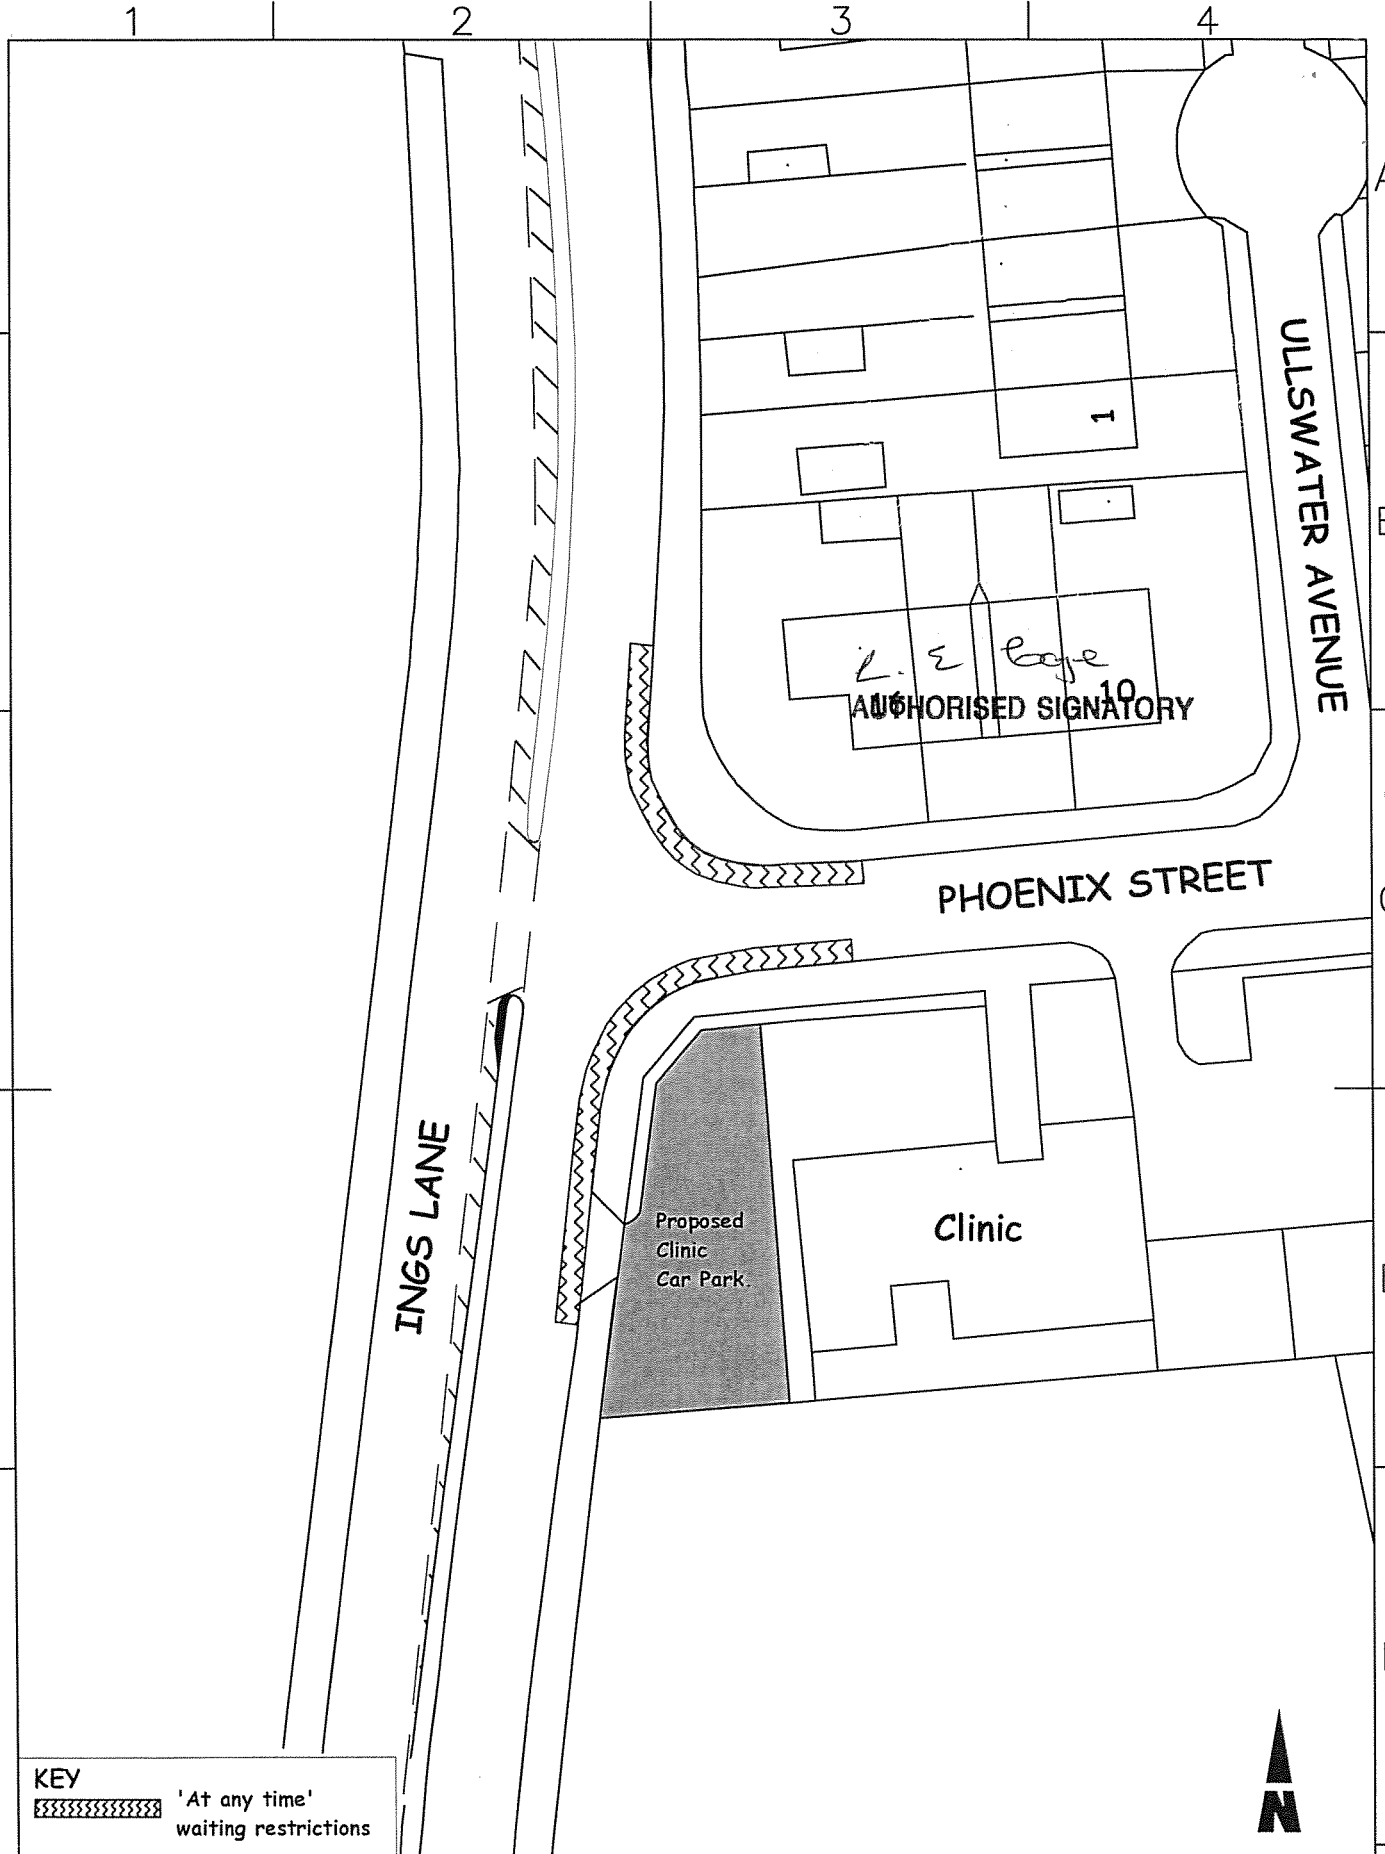 1 2 3 4
A
ULLSWATER AVENUE
1
10
16
AUTHORISED SIGNATORY
PHOENIX STREET
INGS LANE
Proposed
Clinic
Car Park.
Clinic
KEY
'At any time'
waiting restrictions
N